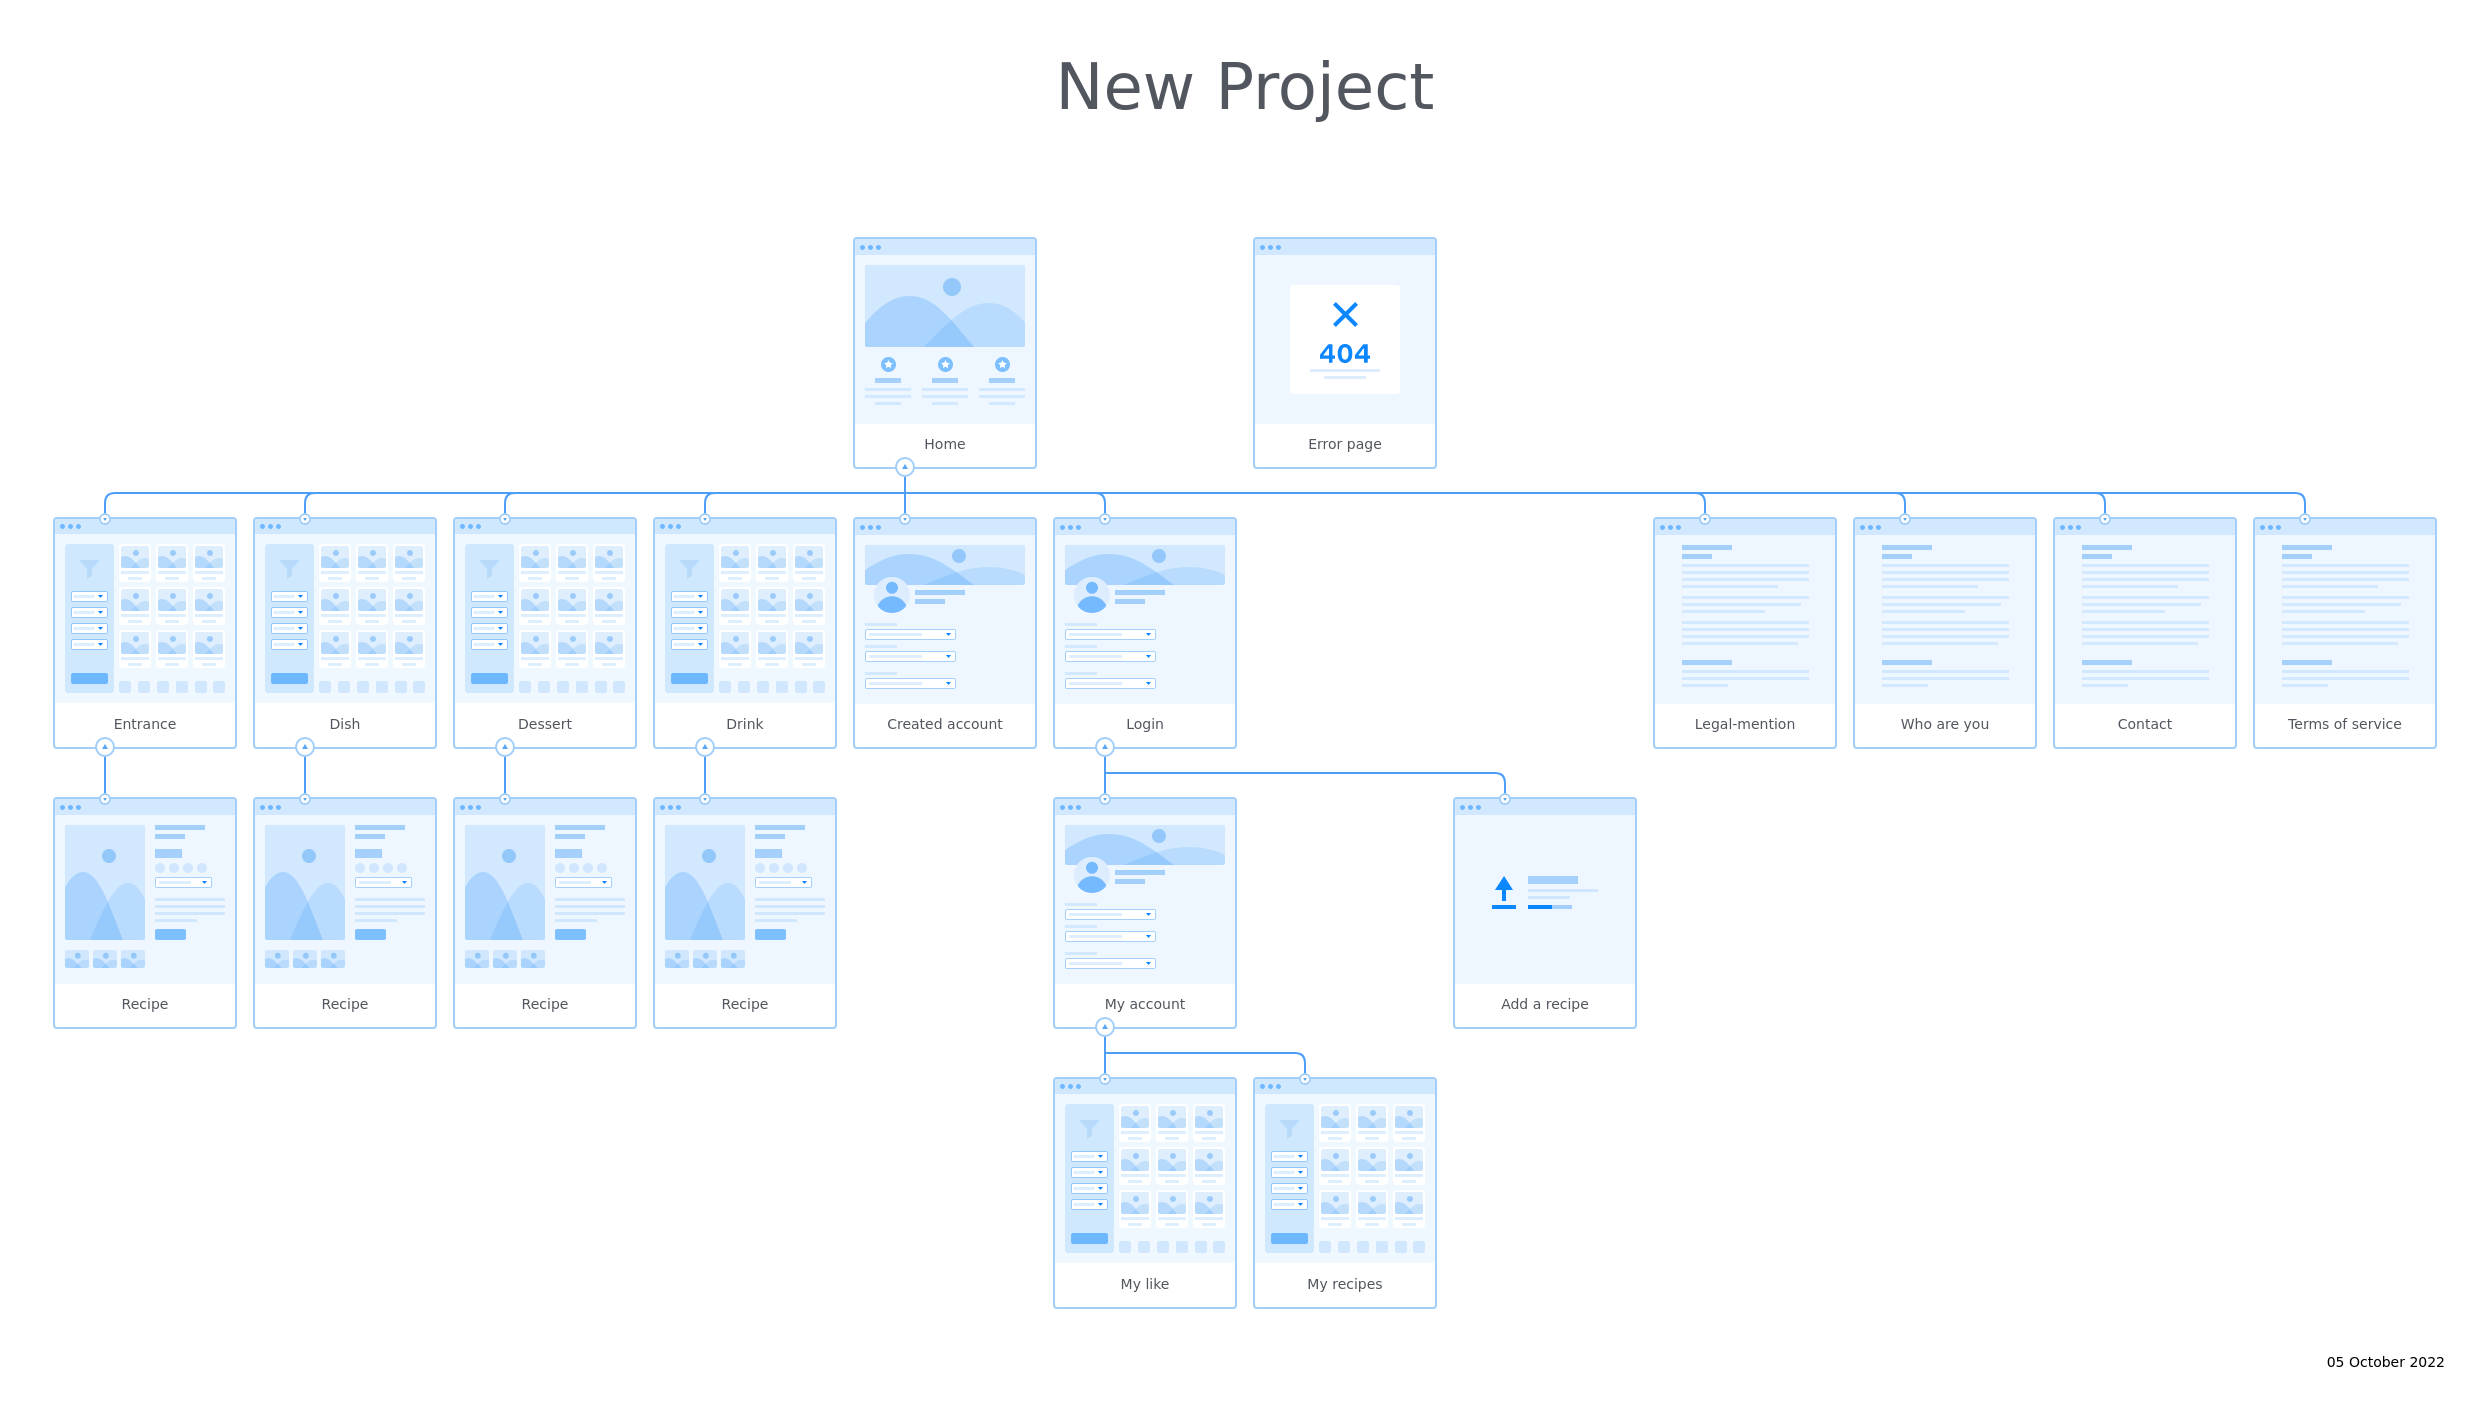 New Project
404
Home
Error page
Entrance
Dish
Dessert
Drink
Created account
Login
Legal-mention
Who are you
Contact
Terms of service
Recipe
Recipe
Recipe
Recipe
My account
Add a recipe
My like
My recipes
05 October 2022